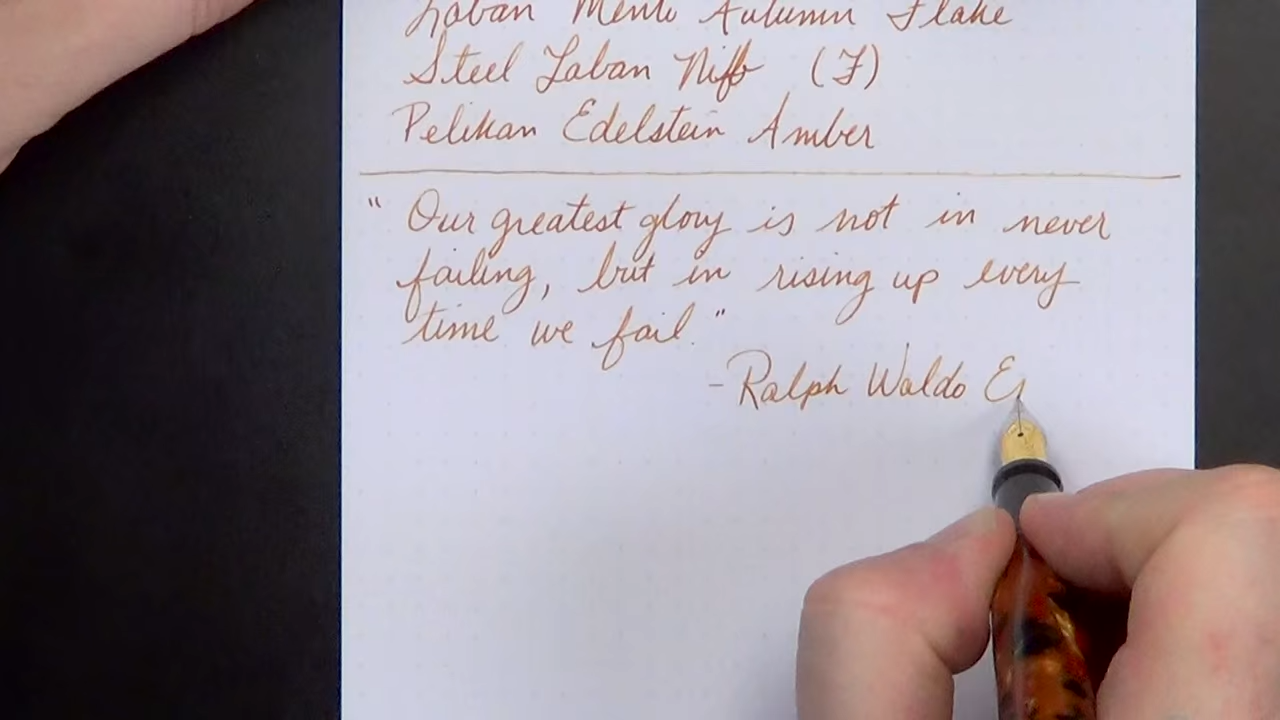 Laban Mento Autumn Flake
Steel Laban Nib (F)
Pelikan Edelstein Amber
"Our greatest glory is not in never
failing, but in rising up every
time we fail."
-Ralph Waldo E